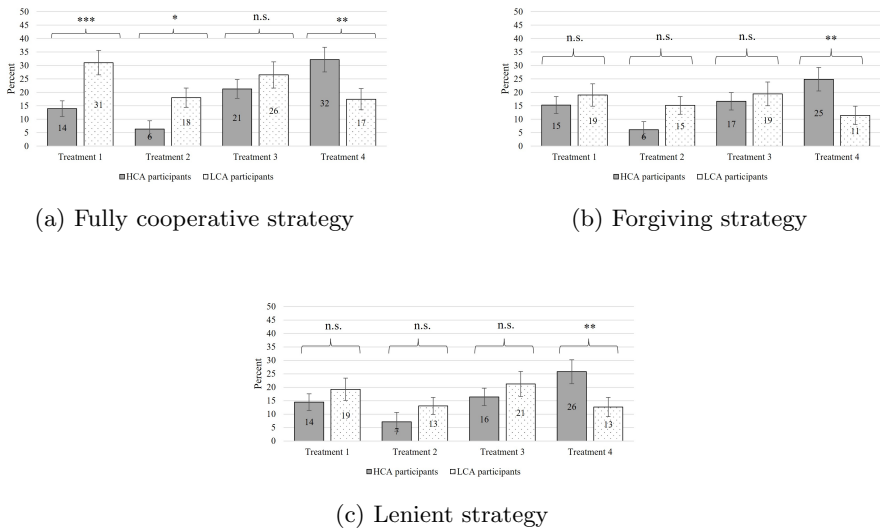 50
45
40
35
30
25
20
15
10
5
0
Percent
***
*
n.s.
**
14
31
6
18
21
26
32
17
Treatment 1
Treatment 2
Treatment 3
Treatment 4
HCA participants
LCA participants
(a) Fully cooperative strategy
50
45
40
35
30
25
20
15
10
5
0
Percent
n.s.
n.s.
n.s.
**
15
19
6
15
17
19
25
11
Treatment 1
Treatment 2
Treatment 3
Treatment 4
HCA participants
LCA participants
(b) Forgiving strategy
50
45
40
35
30
25
20
15
10
5
0
Percent
n.s.
n.s.
n.s.
**
14
19
7
13
16
21
26
13
Treatment 1
Treatment 2
Treatment 3
Treatment 4
HCA participants
LCA participants
(c) Lenient strategy